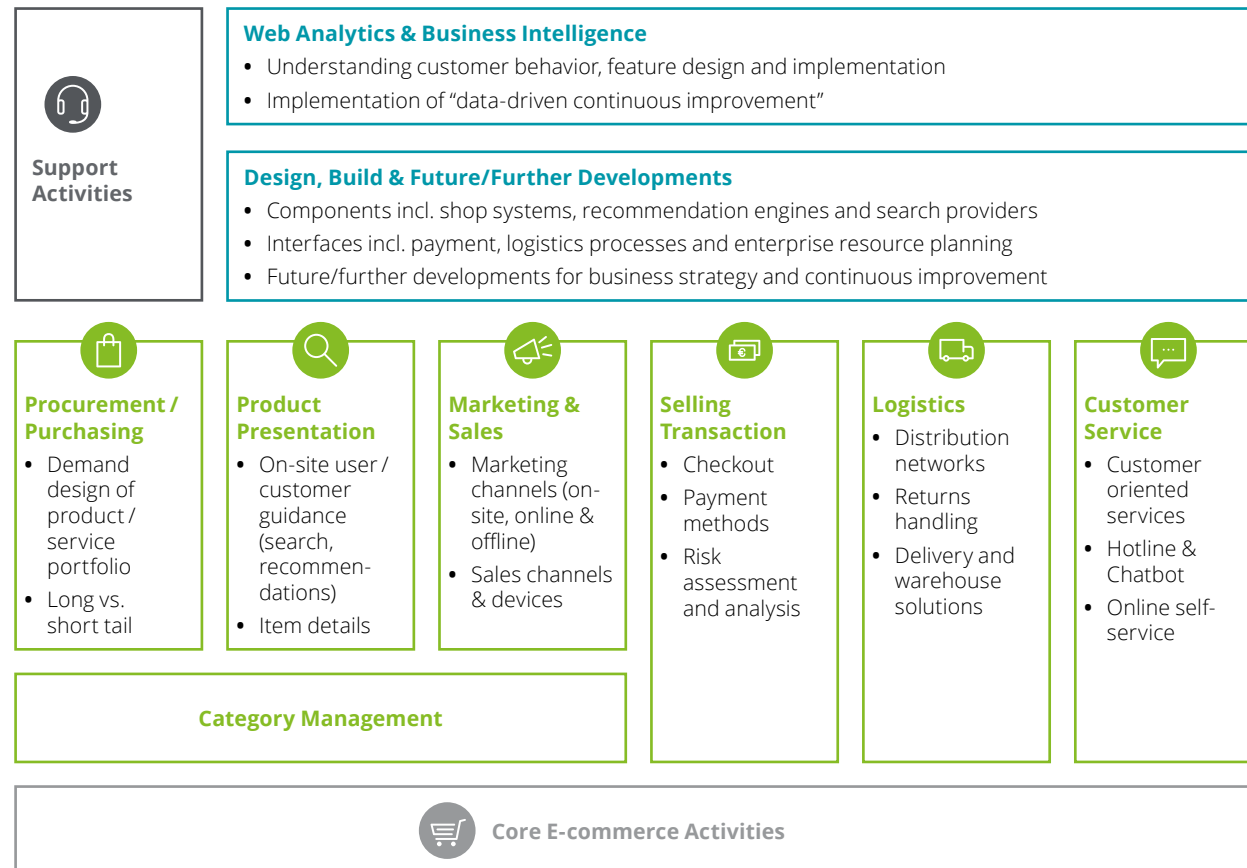 Support
Activities
Web Analytics & Business Intelligence
• Understanding customer behavior, feature design and implementation
• Implementation of “data-driven continuous improvement”
Design, Build & Future/Further Developments
• Components incl. shop systems, recommendation engines and search providers
• Interfaces incl. payment, logistics processes and enterprise resource planning
• Future/further developments for business strategy and continuous improvement
Procurement /
Purchasing
• Demand
design of
product /
service
portfolio
• Long vs.
short tail
Product
Presentation
• On-site user /
customer
guidance
(search,
recommen-
dations)
• Item details
Marketing &
Sales
• Marketing
channels (on-
site, online &
offline)
• Sales channels
& devices
€
Selling
Transaction
• Checkout
• Payment
methods
• Risk
assessment
and analysis
Logistics
• Distribution
networks
• Returns
handling
• Delivery and
warehouse
solutions
Customer
Service
• Customer
oriented
services
• Hotline &
Chatbot
• Online self-
service
Category Management
Core E-commerce Activities